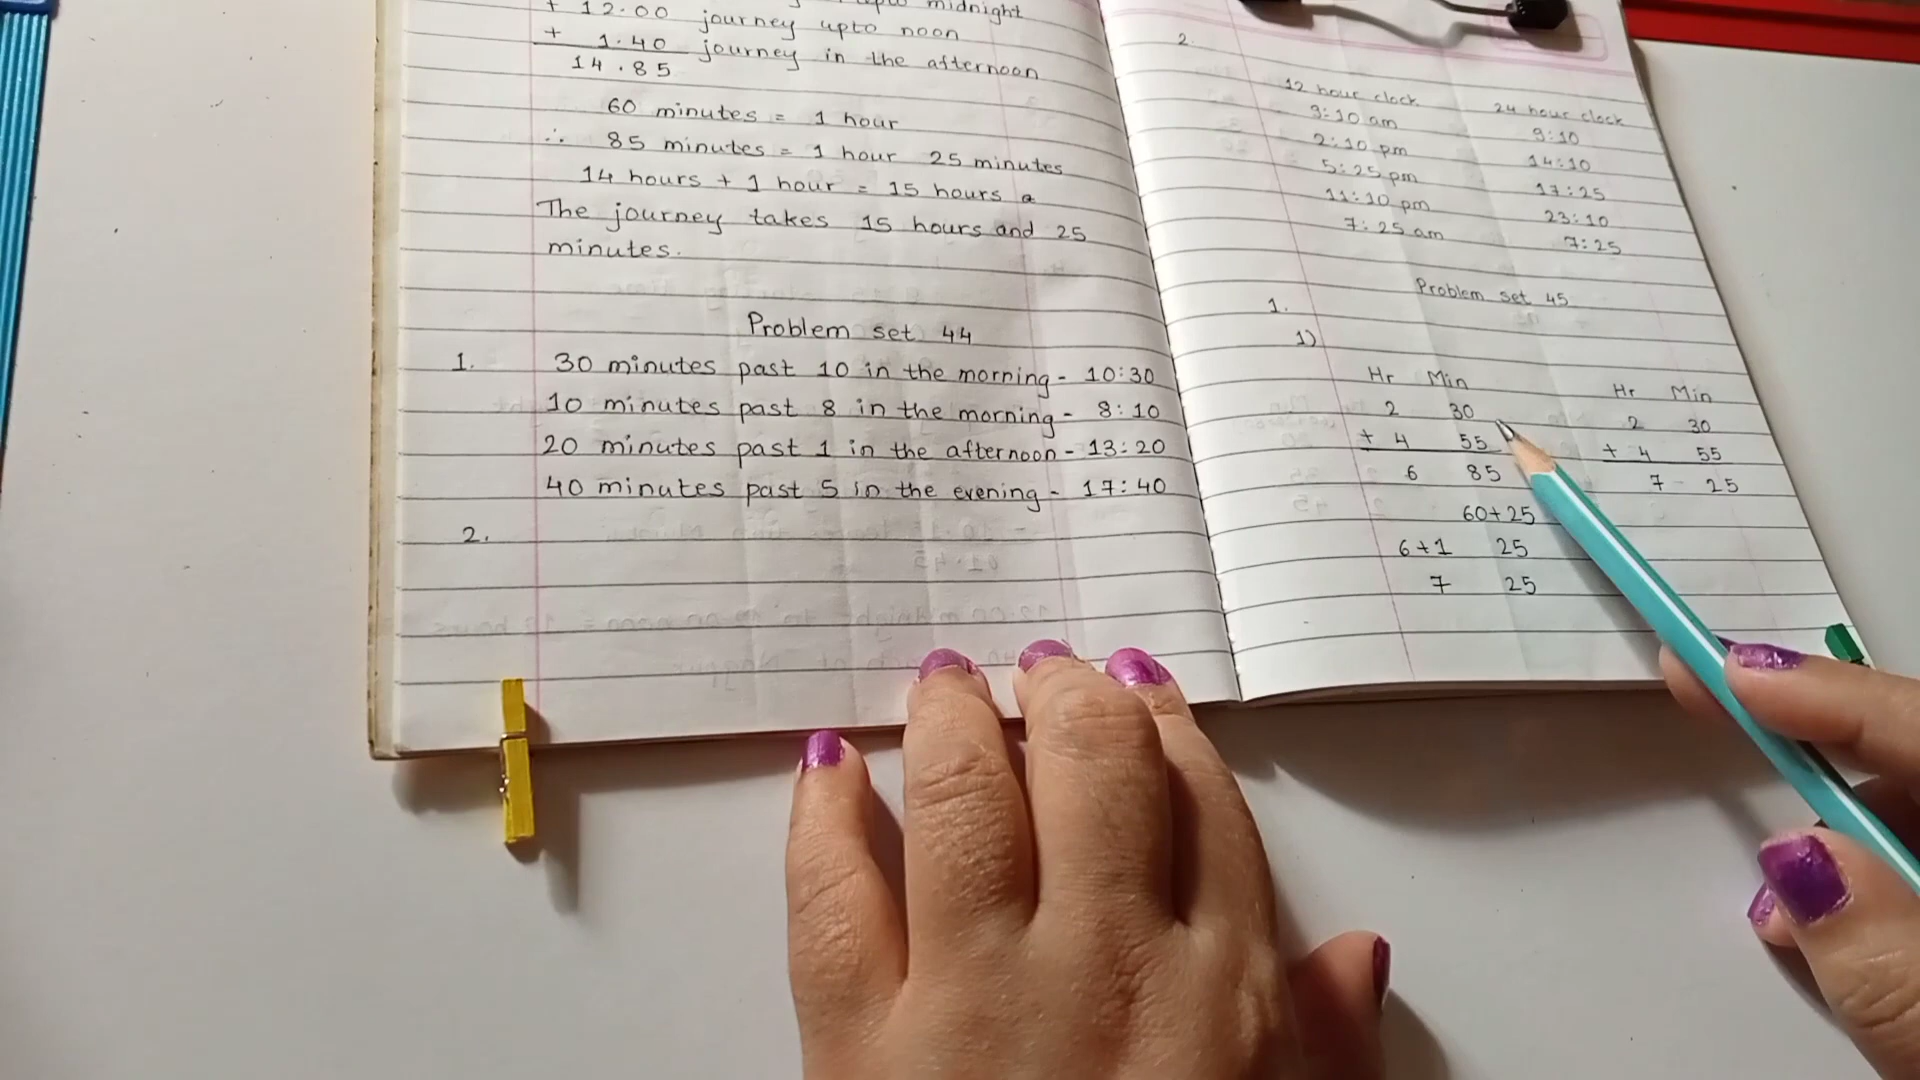 midnight
+ 12.00 journey upto noon
+ 1.40 journey in the afternoon
14.85
60 minutes = 1 hour
∴ 85 minutes = 1 hour 25 minutes
14 hours + 1 hour = 15 hours a
The journey takes 15 hours and 25
minutes.
Problem set 44
1. 30 minutes past 10 in the morning - 10:30
10 minutes past 8 in the morning - 8:10
20 minutes past 1 in the afternoon - 13:20
40 minutes past 5 in the evening - 17:40
2.
2.
12 hour clock 24 hour clock
9:10 am 9:10
2:10 pm 14:10
5:25 pm 17:25
11:10 pm 23:10
7:25 am 7:25
Problem set 45
1.
1)
Hr Min Hr Min
2 30 2 30
+ 4 55 + 4 55
6 85 7 25
60+25
6+1 25
7 25